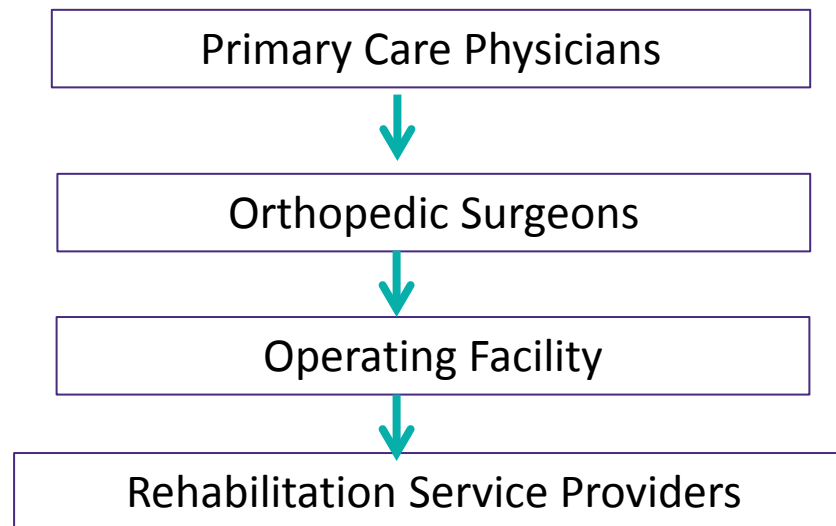 Primary Care Physicians
Orthopedic Surgeons
Operating Facility
Rehabilitation Service Providers